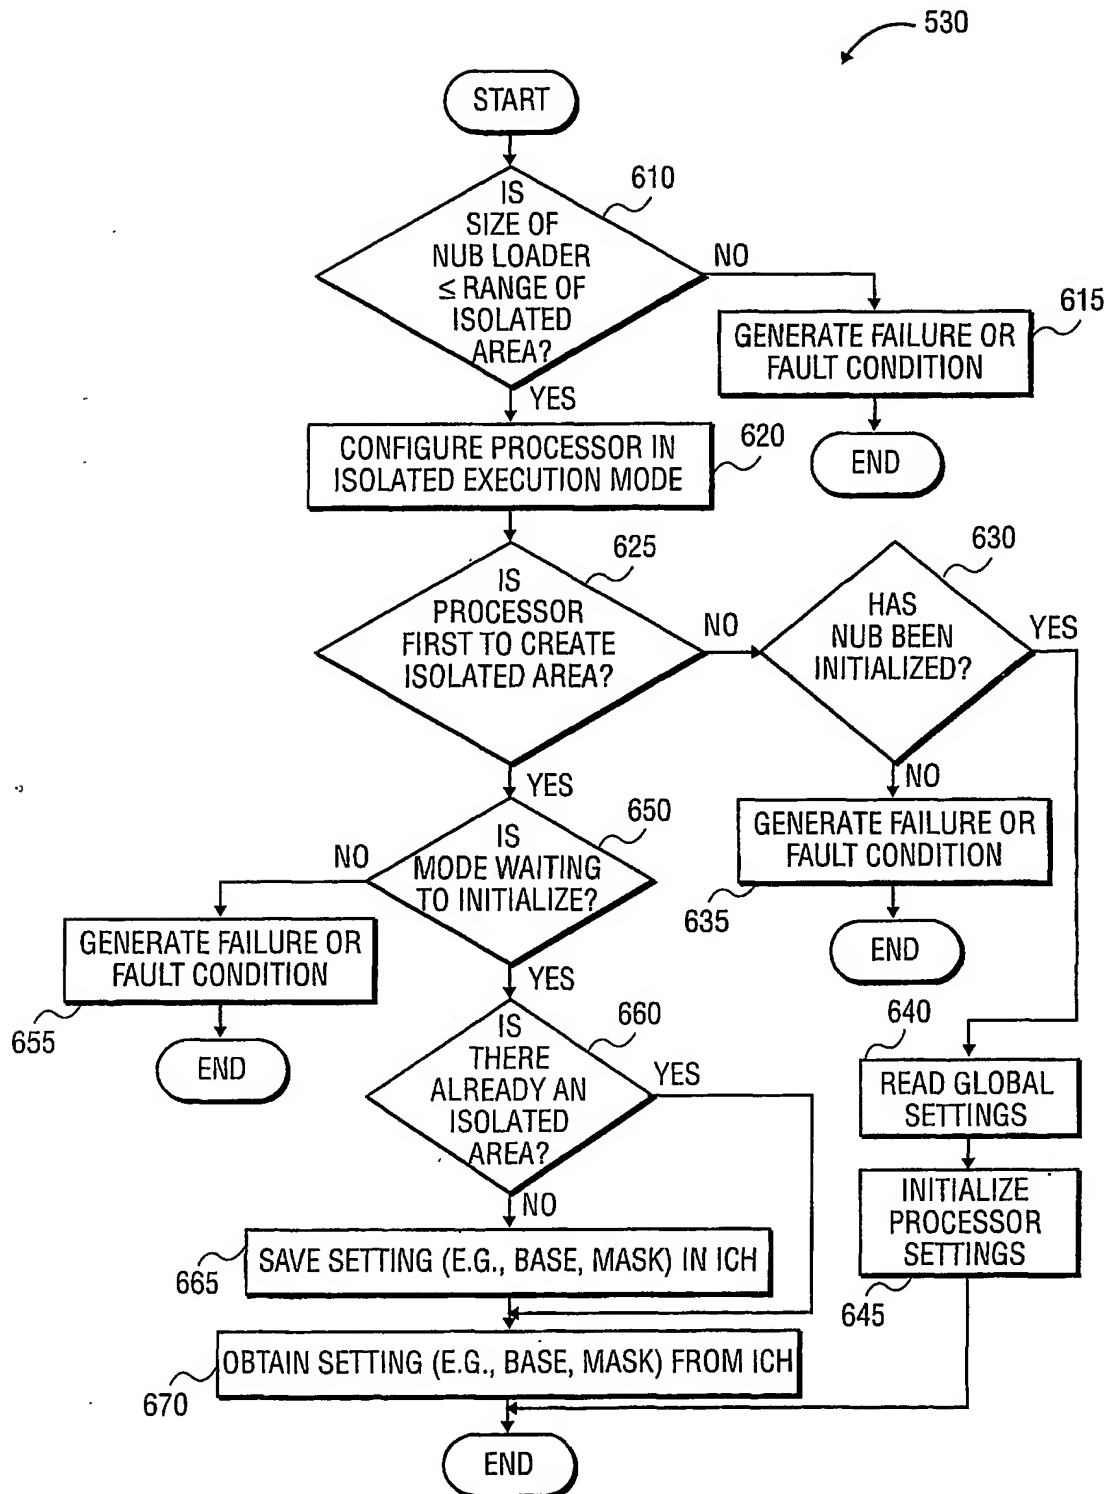 530
START
610
IS
SIZE OF
NUB LOADER
≤ RANGE OF
ISOLATED
AREA?
NO
615
GENERATE FAILURE OR
FAULT CONDITION
END
YES
620
CONFIGURE PROCESSOR IN
ISOLATED EXECUTION MODE
625
IS
PROCESSOR
FIRST TO CREATE
ISOLATED AREA?
NO
630
HAS
NUB BEEN
INITIALIZED?
YES
NO
GENERATE FAILURE OR
FAULT CONDITION
635
END
YES
650
IS
MODE WAITING
TO INITIALIZE?
NO
GENERATE FAILURE OR
FAULT CONDITION
655
END
YES
660
IS
THERE
ALREADY AN
ISOLATED
AREA?
YES
640
READ GLOBAL
SETTINGS
INITIALIZE
PROCESSOR
SETTINGS
645
NO
SAVE SETTING (E.G., BASE, MASK) IN ICH
665
OBTAIN SETTING (E.G., BASE, MASK) FROM ICH
670
END